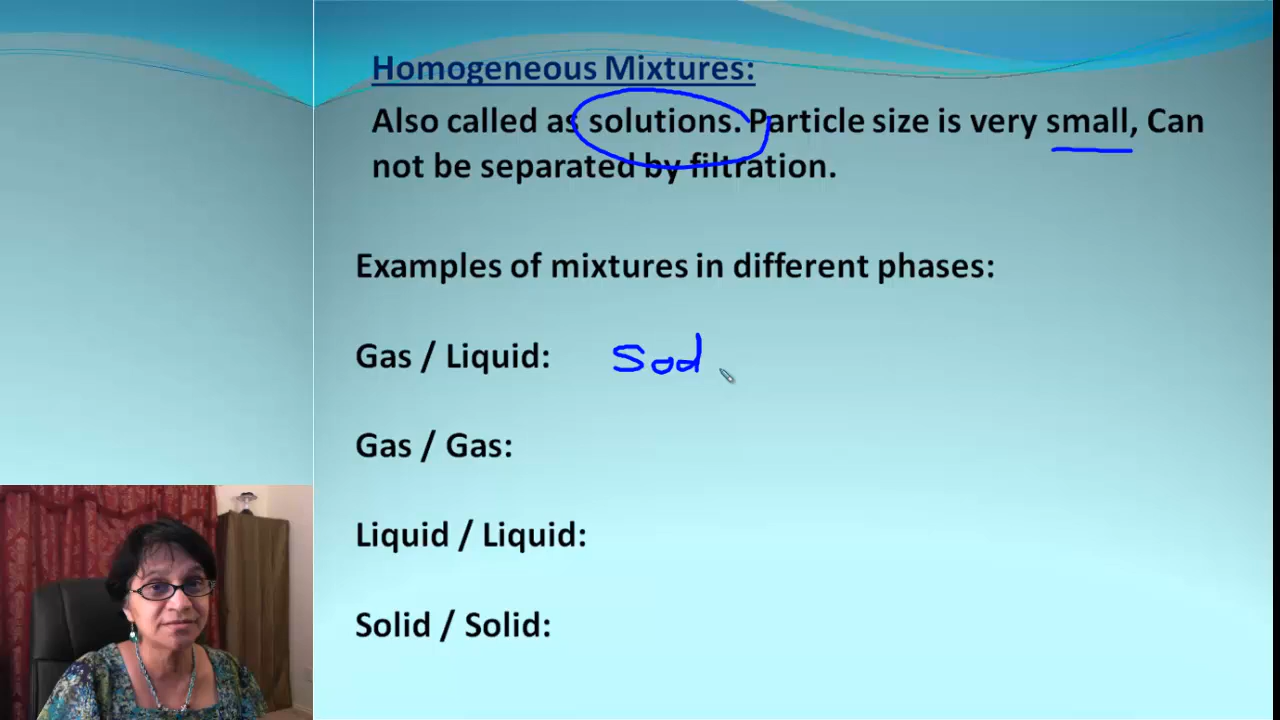 Homogeneous Mixtures:
Also called as solutions. Particle size is very small, Can
not be separated by filtration.
Examples of mixtures in different phases:
Gas / Liquid: Sod
Gas / Gas:
Liquid / Liquid:
Solid / Solid: